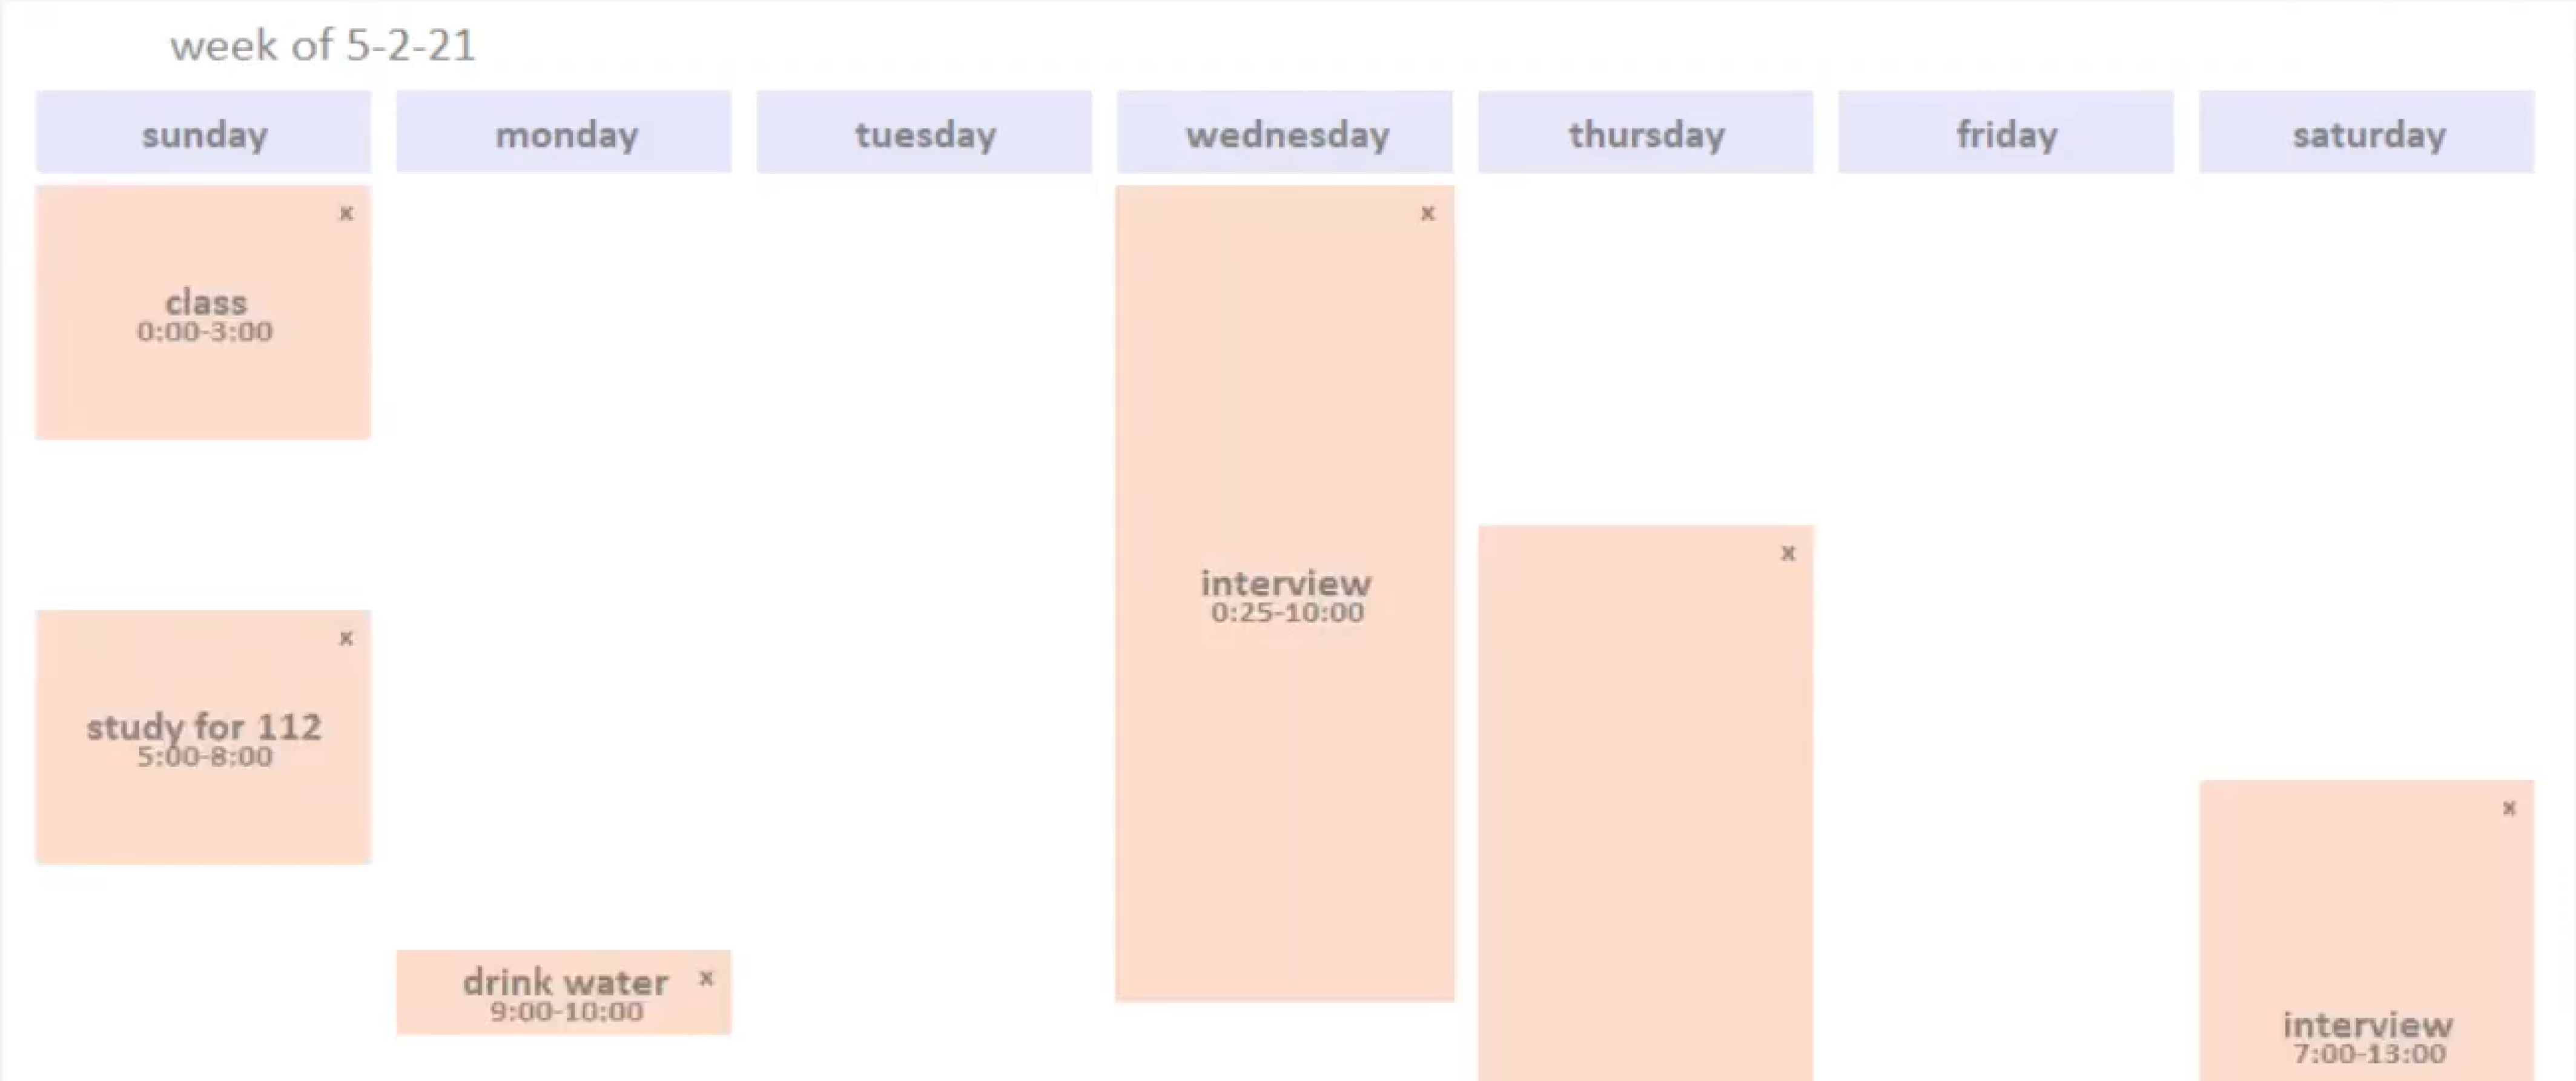 week of 5-2-21
sunday monday tuesday wednesday thursday friday saturday
x
class
0:00-3:00
x
study for 112
5:00-8:00
drink water x
9:00-10:00
x
interview
0:25-10:00
x
x
interview
7:00-13:00